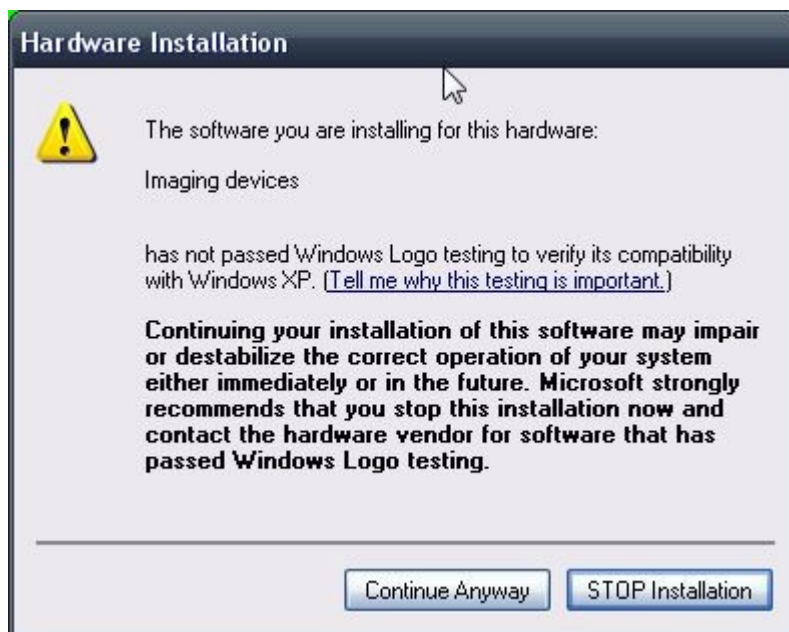 Hardware Installation
The software you are installing for this hardware:
Imaging devices
has not passed Windows Logo testing to verify its compatibility
with Windows XP. (Tell me why this testing is important.)
Continuing your installation of this software may impair
or destabilize the correct operation of your system
either immediately or in the future. Microsoft strongly
recommends that you stop this installation now and
contact the hardware vendor for software that has
passed Windows Logo testing.
Continue Anyway
STOP Installation